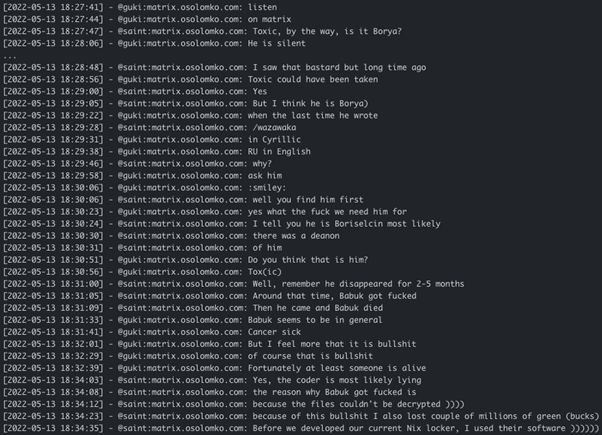 [2022-05-13 18:27:41] - @guki:matrix.osolomko.com: listen
[2022-05-13 18:27:44] - @guki:matrix.osolomko.com: on matrix
[2022-05-13 18:27:47] - @saint:matrix.osolomko.com: Toxic, by the way, is it Borya?
[2022-05-13 18:28:06] - @guki:matrix.osolomko.com: He is silent
...
[2022-05-13 18:28:48] - @saint:matrix.osolomko.com: I saw that bastard but long time ago
[2022-05-13 18:28:56] - @guki:matrix.osolomko.com: Toxic could have been taken
[2022-05-13 18:29:00] - @saint:matrix.osolomko.com: Yes
[2022-05-13 18:29:05] - @saint:matrix.osolomko.com: But I think he is Borya)
[2022-05-13 18:29:22] - @guki:matrix.osolomko.com: when the last time he wrote
[2022-05-13 18:29:28] - @saint:matrix.osolomko.com: /wazawaka
[2022-05-13 18:29:31] - @guki:matrix.osolomko.com: in Cyrillic
[2022-05-13 18:29:38] - @guki:matrix.osolomko.com: RU in English
[2022-05-13 18:29:46] - @saint:matrix.osolomko.com: why?
[2022-05-13 18:29:58] - @guki:matrix.osolomko.com: ask him
[2022-05-13 18:30:06] - @guki:matrix.osolomko.com: :smiley:
[2022-05-13 18:30:06] - @saint:matrix.osolomko.com: well you find him first
[2022-05-13 18:30:23] - @guki:matrix.osolomko.com: yes what the fuck we need him for
[2022-05-13 18:30:24] - @saint:matrix.osolomko.com: I tell you he is Boriselcin most likely
[2022-05-13 18:30:30] - @saint:matrix.osolomko.com: there was a deanon
[2022-05-13 18:30:31] - @saint:matrix.osolomko.com: of him
[2022-05-13 18:30:51] - @guki:matrix.osolomko.com: Do you think that is him?
[2022-05-13 18:30:56] - @guki:matrix.osolomko.com: Tox(ic)
[2022-05-13 18:31:00] - @saint:matrix.osolomko.com: Well, remember he disappeared for 2-5 months
[2022-05-13 18:31:05] - @saint:matrix.osolomko.com: Around that time, Babuk got fucked
[2022-05-13 18:31:09] - @saint:matrix.osolomko.com: Then he came and Babuk died
[2022-05-13 18:31:33] - @guki:matrix.osolomko.com: Babuk seems to be in general
[2022-05-13 18:31:41] - @guki:matrix.osolomko.com: Cancer sick
[2022-05-13 18:32:01] - @guki:matrix.osolomko.com: But I feel more that it is bullshit
[2022-05-13 18:32:29] - @saint:matrix.osolomko.com: of course that is bullshit
[2022-05-13 18:32:39] - @guki:matrix.osolomko.com: Fortunately at least someone is alive
[2022-05-13 18:34:03] - @saint:matrix.osolomko.com: Yes, the coder is most likely lying
[2022-05-13 18:34:08] - @saint:matrix.osolomko.com: the reason why Babuk got fucked is
[2022-05-13 18:34:12] - @saint:matrix.osolomko.com: because the files couldn't be decrypted ))))
[2022-05-13 18:34:23] - @saint:matrix.osolomko.com: because of this bullshit I also lost couple of millions of green (bucks)
[2022-05-13 18:34:35] - @saint:matrix.osolomko.com: Before we developed our current Nix locker, I used their software ))))))